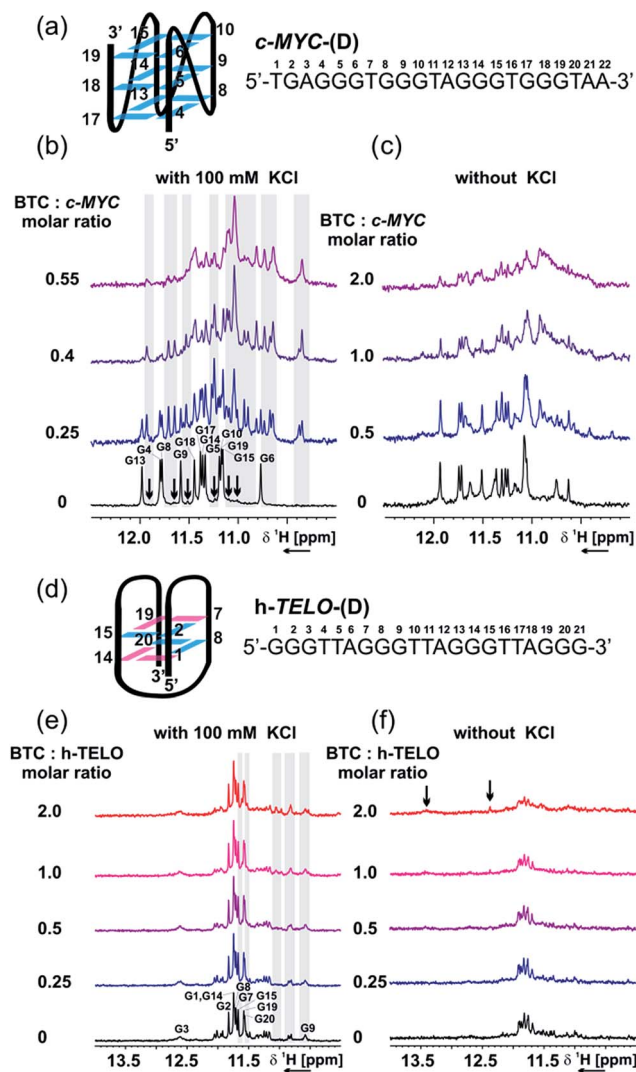 (a)
3'
15
10
6
19
14
9
5
18
13
8
4
17
5'
c-MYC-(D)
1 2 3 4 5 6 7 8 9 10 11 12 13 14 15 16 17 18 19 20 21 22
5'-TGAGGGTGGGTAGGGTGGGTAA-3'
(b)
with 100 mM KCl
BTC : c-MYC
molar ratio
0.55
0.4
0.25
0
G13
G4
G8
G9
G18
G17
G14
G5
G10
G19
G15
G6
12.0
11.5
11.0
δ ¹H [ppm]
(c)
without KCl
BTC : c-MYC
molar ratio
2.0
1.0
0.5
0
12.0
11.5
11.0
δ ¹H [ppm]
(d)
19
7
15
2
20
8
14
1
3'
5'
h-TELO-(D)
1 2 3 4 5 6 7 8 9 10 11 12 13 14 15 16 17 18 19 20 21
5'-GGGTTAGGGTTAGGGTTAGGG-3'
(e)
with 100 mM KCl
BTC : h-TELO
molar ratio
2.0
1.0
0.5
0.25
0
G3
G1,G14
G2
G8
G7
G15
G19
G20
G9
13.5
12.5
11.5
δ ¹H [ppm]
(f)
without KCl
BTC : h-TELO
molar ratio
2.0
1.0
0.5
0.25
0
13.5
12.5
11.5
δ ¹H [ppm]